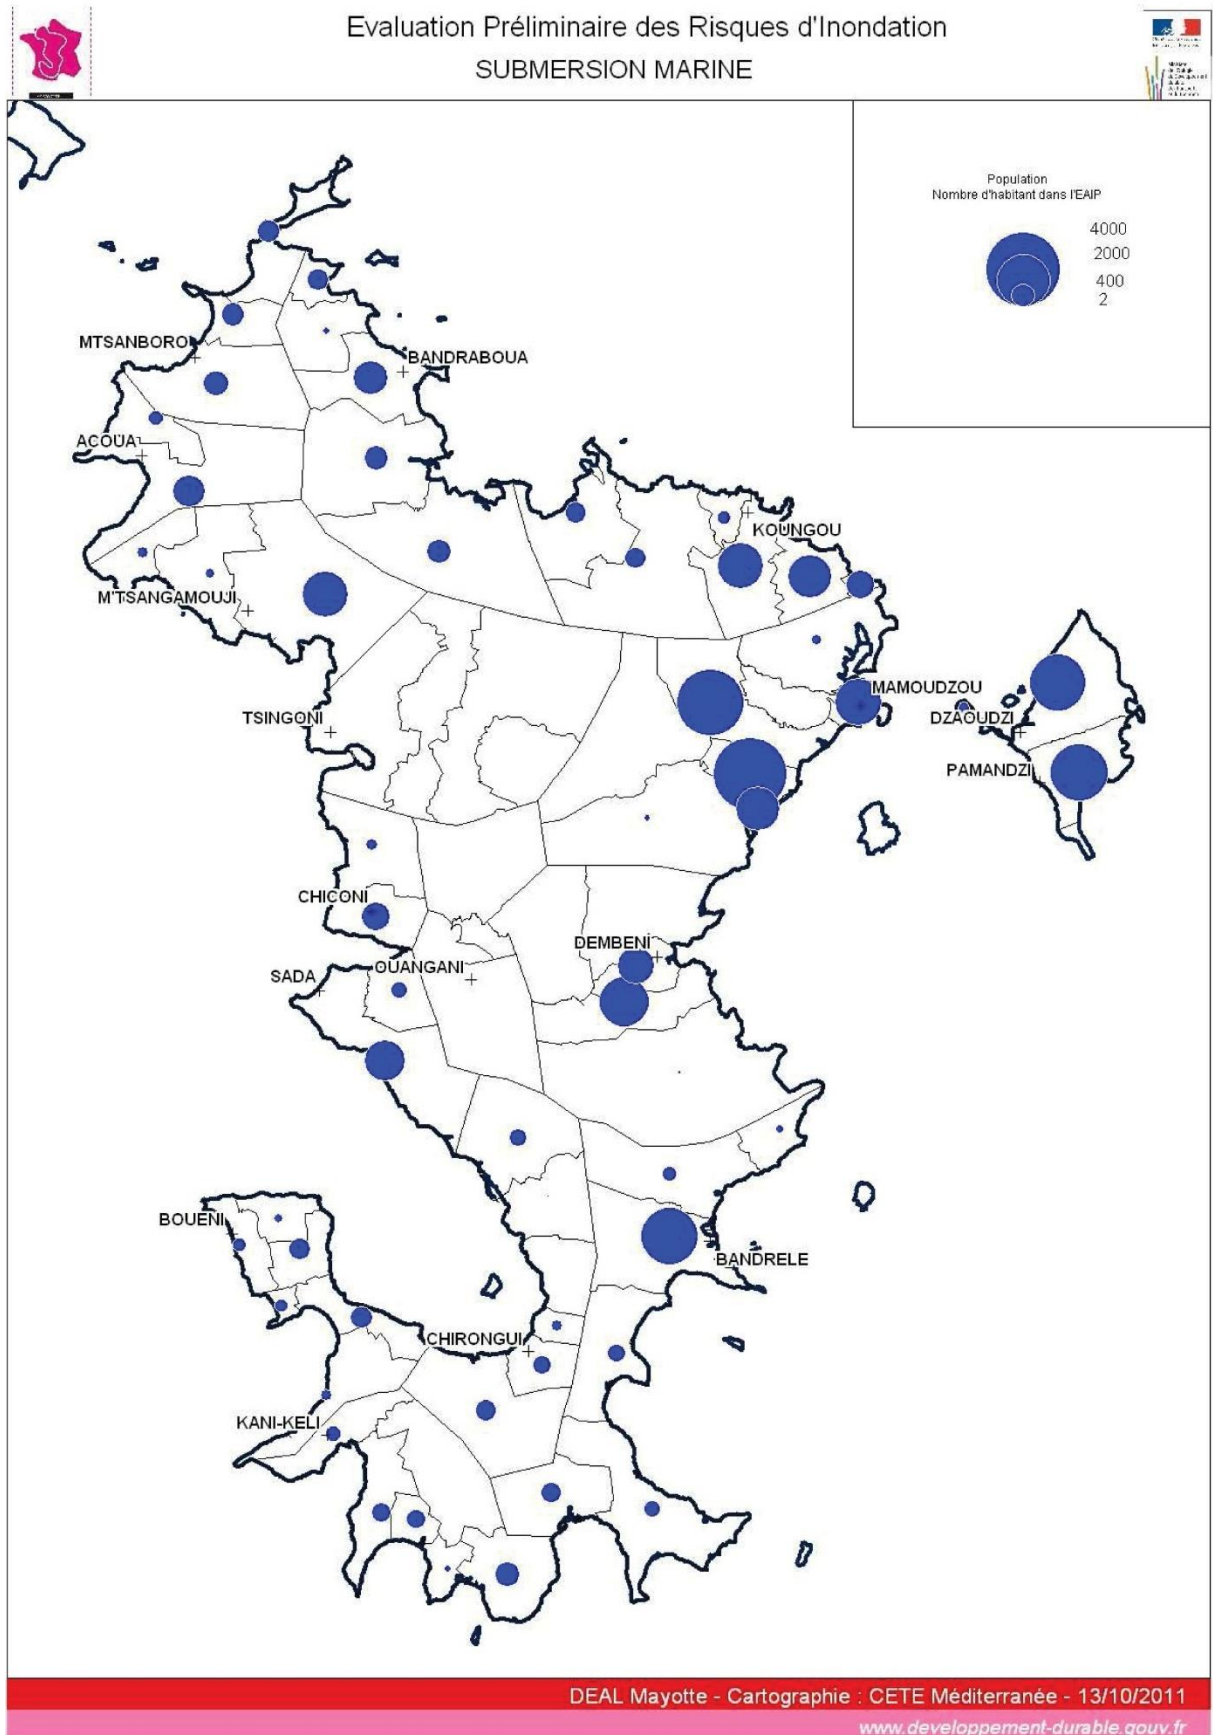 Evaluation Préliminaire des Risques d'Inondation
SUBMERSION MARINE
Population
Nombre d'habitant dans l'EAIP
4000
2000
400
2
MTSANBORO
BANDRABOUA
ACOUA
KOUNGOU
M'TSANGAMOUJI
MAMOUDZOU
TSINGONI
DZAOUDZI
PAMANDZI
CHICONI
DEMBENI
OUANGANI
SADA
BOUENI
BANDRELE
CHIRONGUI
KANI-KELI
DEAL Mayotte - Cartographie : CETE Méditerranée - 13/10/2011
www.developpement-durable.gouv.fr